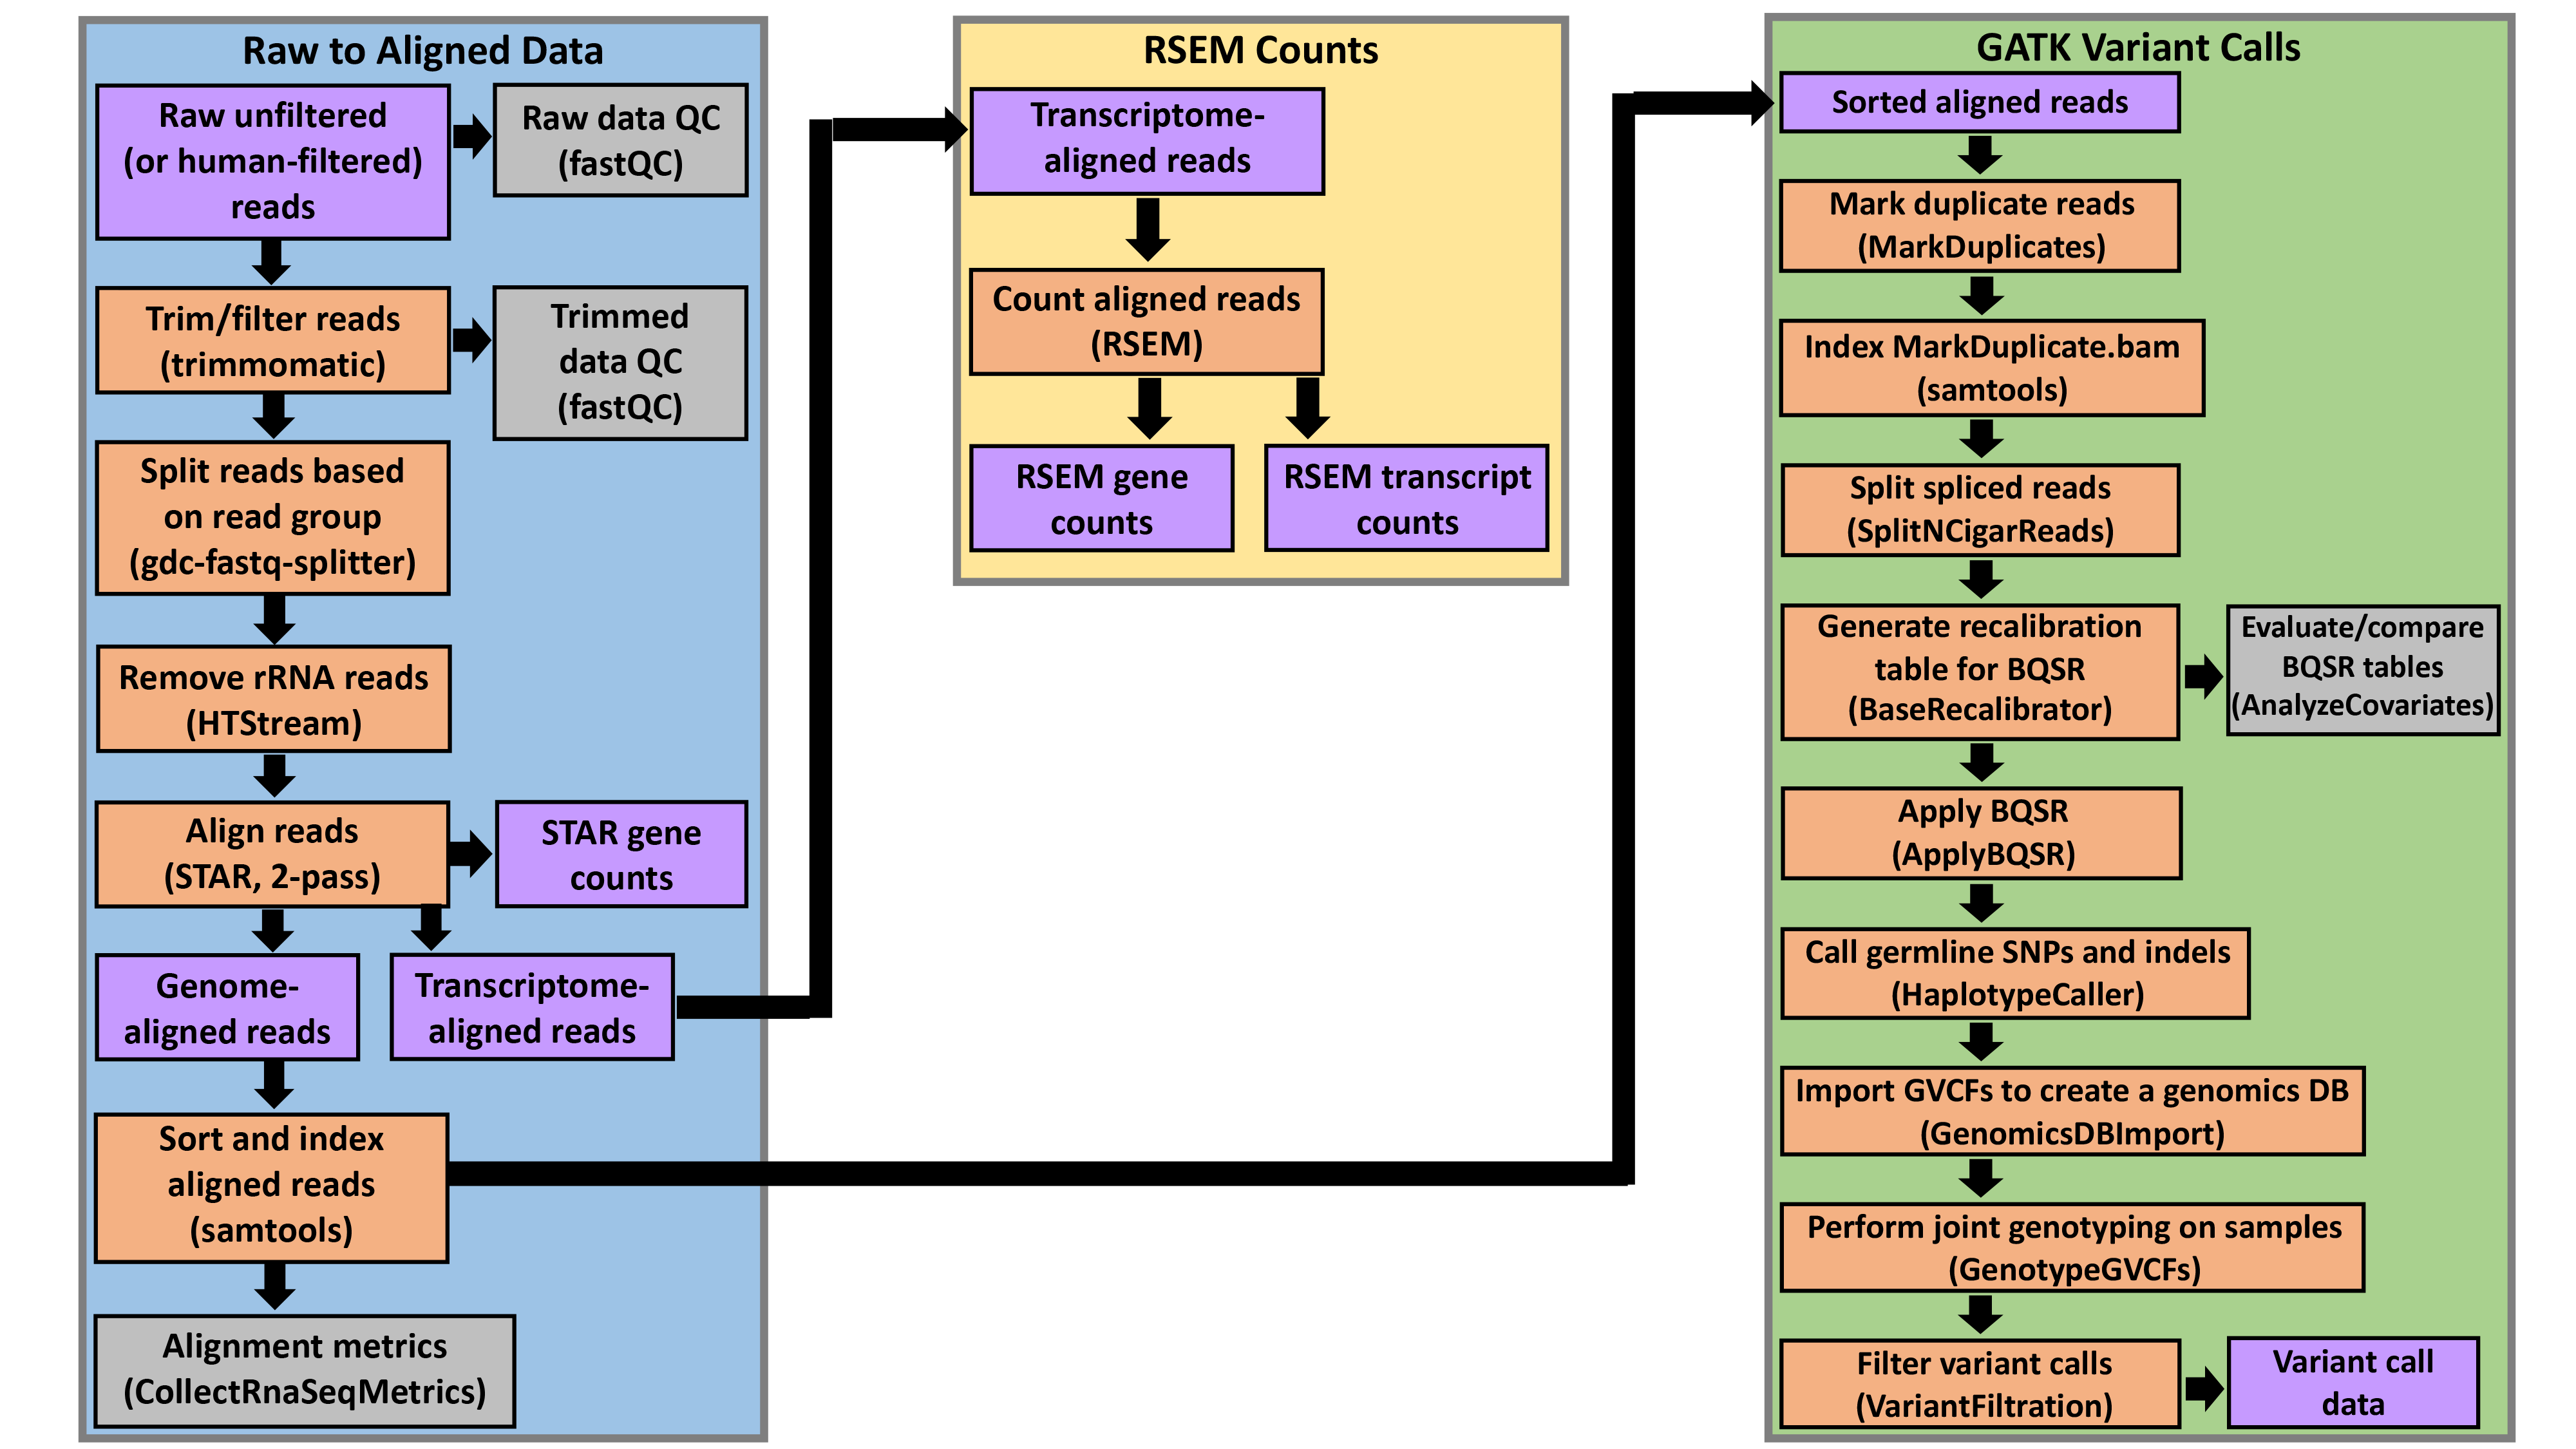 Raw to Aligned Data
Raw unfiltered
(or human-filtered)
reads
Raw data QC
(fastQC)
Trim/filter reads
(trimmomatic)
Trimmed
data QC
(fastQC)
Split reads based
on read group
(gdc-fastq-splitter)
Remove rRNA reads
(HTStream)
Align reads
(STAR, 2-pass)
STAR gene
counts
Genome-
aligned reads
Transcriptome-
aligned reads
Sort and index
aligned reads
(samtools)
Alignment metrics
(CollectRnaSeqMetrics)
RSEM Counts
Transcriptome-
aligned reads
Count aligned reads
(RSEM)
RSEM gene
counts
RSEM transcript
counts
GATK Variant Calls
Sorted aligned reads
Mark duplicate reads
(MarkDuplicates)
Index MarkDuplicate.bam
(samtools)
Split spliced reads
(SplitNCigarReads)
Generate recalibration
table for BQSR
(BaseRecalibrator)
Evaluate/compare
BQSR tables
(AnalyzeCovariates)
Apply BQSR
(ApplyBQSR)
Call germline SNPs and indels
(HaplotypeCaller)
Import GVCFs to create a genomics DB
(GenomicsDBImport)
Perform joint genotyping on samples
(GenotypeGVCFs)
Filter variant calls
(VariantFiltration)
Variant call
data